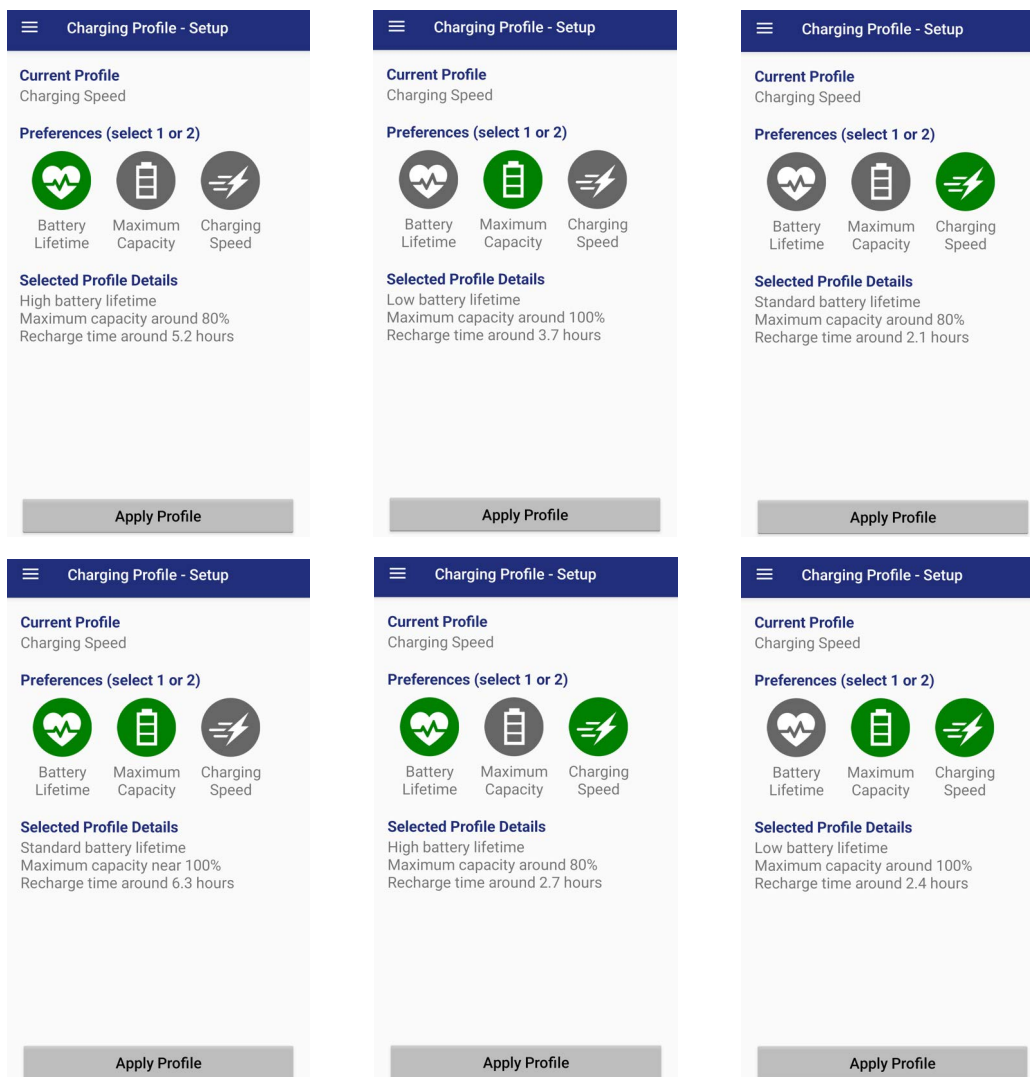 Charging Profile - Setup
Current Profile
Charging Speed
Preferences (select 1 or 2)
Battery Lifetime
Maximum Capacity
Charging Speed
Selected Profile Details
High battery lifetime
Maximum capacity around 80%
Recharge time around 5.2 hours
Apply Profile
Charging Profile - Setup
Current Profile
Charging Speed
Preferences (select 1 or 2)
Battery Lifetime
Maximum Capacity
Charging Speed
Selected Profile Details
Low battery lifetime
Maximum capacity around 100%
Recharge time around 3.7 hours
Apply Profile
Charging Profile - Setup
Current Profile
Charging Speed
Preferences (select 1 or 2)
Battery Lifetime
Maximum Capacity
Charging Speed
Selected Profile Details
Standard battery lifetime
Maximum capacity around 80%
Recharge time around 2.1 hours
Apply Profile
Charging Profile - Setup
Current Profile
Charging Speed
Preferences (select 1 or 2)
Battery Lifetime
Maximum Capacity
Charging Speed
Selected Profile Details
Standard battery lifetime
Maximum capacity near 100%
Recharge time around 6.3 hours
Apply Profile
Charging Profile - Setup
Current Profile
Charging Speed
Preferences (select 1 or 2)
Battery Lifetime
Maximum Capacity
Charging Speed
Selected Profile Details
High battery lifetime
Maximum capacity around 80%
Recharge time around 2.7 hours
Apply Profile
Charging Profile - Setup
Current Profile
Charging Speed
Preferences (select 1 or 2)
Battery Lifetime
Maximum Capacity
Charging Speed
Selected Profile Details
Low battery lifetime
Maximum capacity around 100%
Recharge time around 2.4 hours
Apply Profile